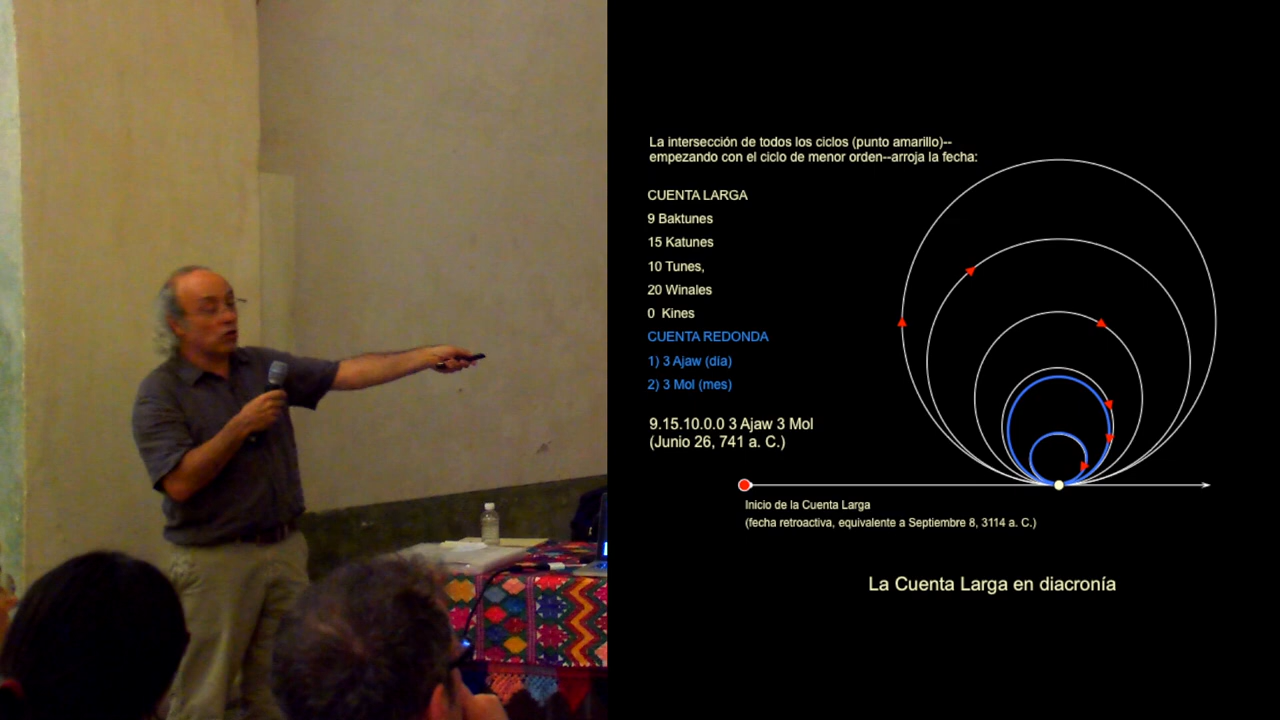 La intersección de todos los ciclos (punto amarillo)--
empezando con el ciclo de menor orden--arroja la fecha:
CUENTA LARGA
9 Baktunes
15 Katunes
10 Tunes,
20 Winales
0 Kines
CUENTA REDONDA
1) 3 Ajaw (día)
2) 3 Mol (mes)
9.15.10.0.0 3 Ajaw 3 Mol
(Junio 26, 741 a. C.)
Inicio de la Cuenta Larga
(fecha retroactiva, equivalente a Septiembre 8, 3114 a. C.)
La Cuenta Larga en diacronía